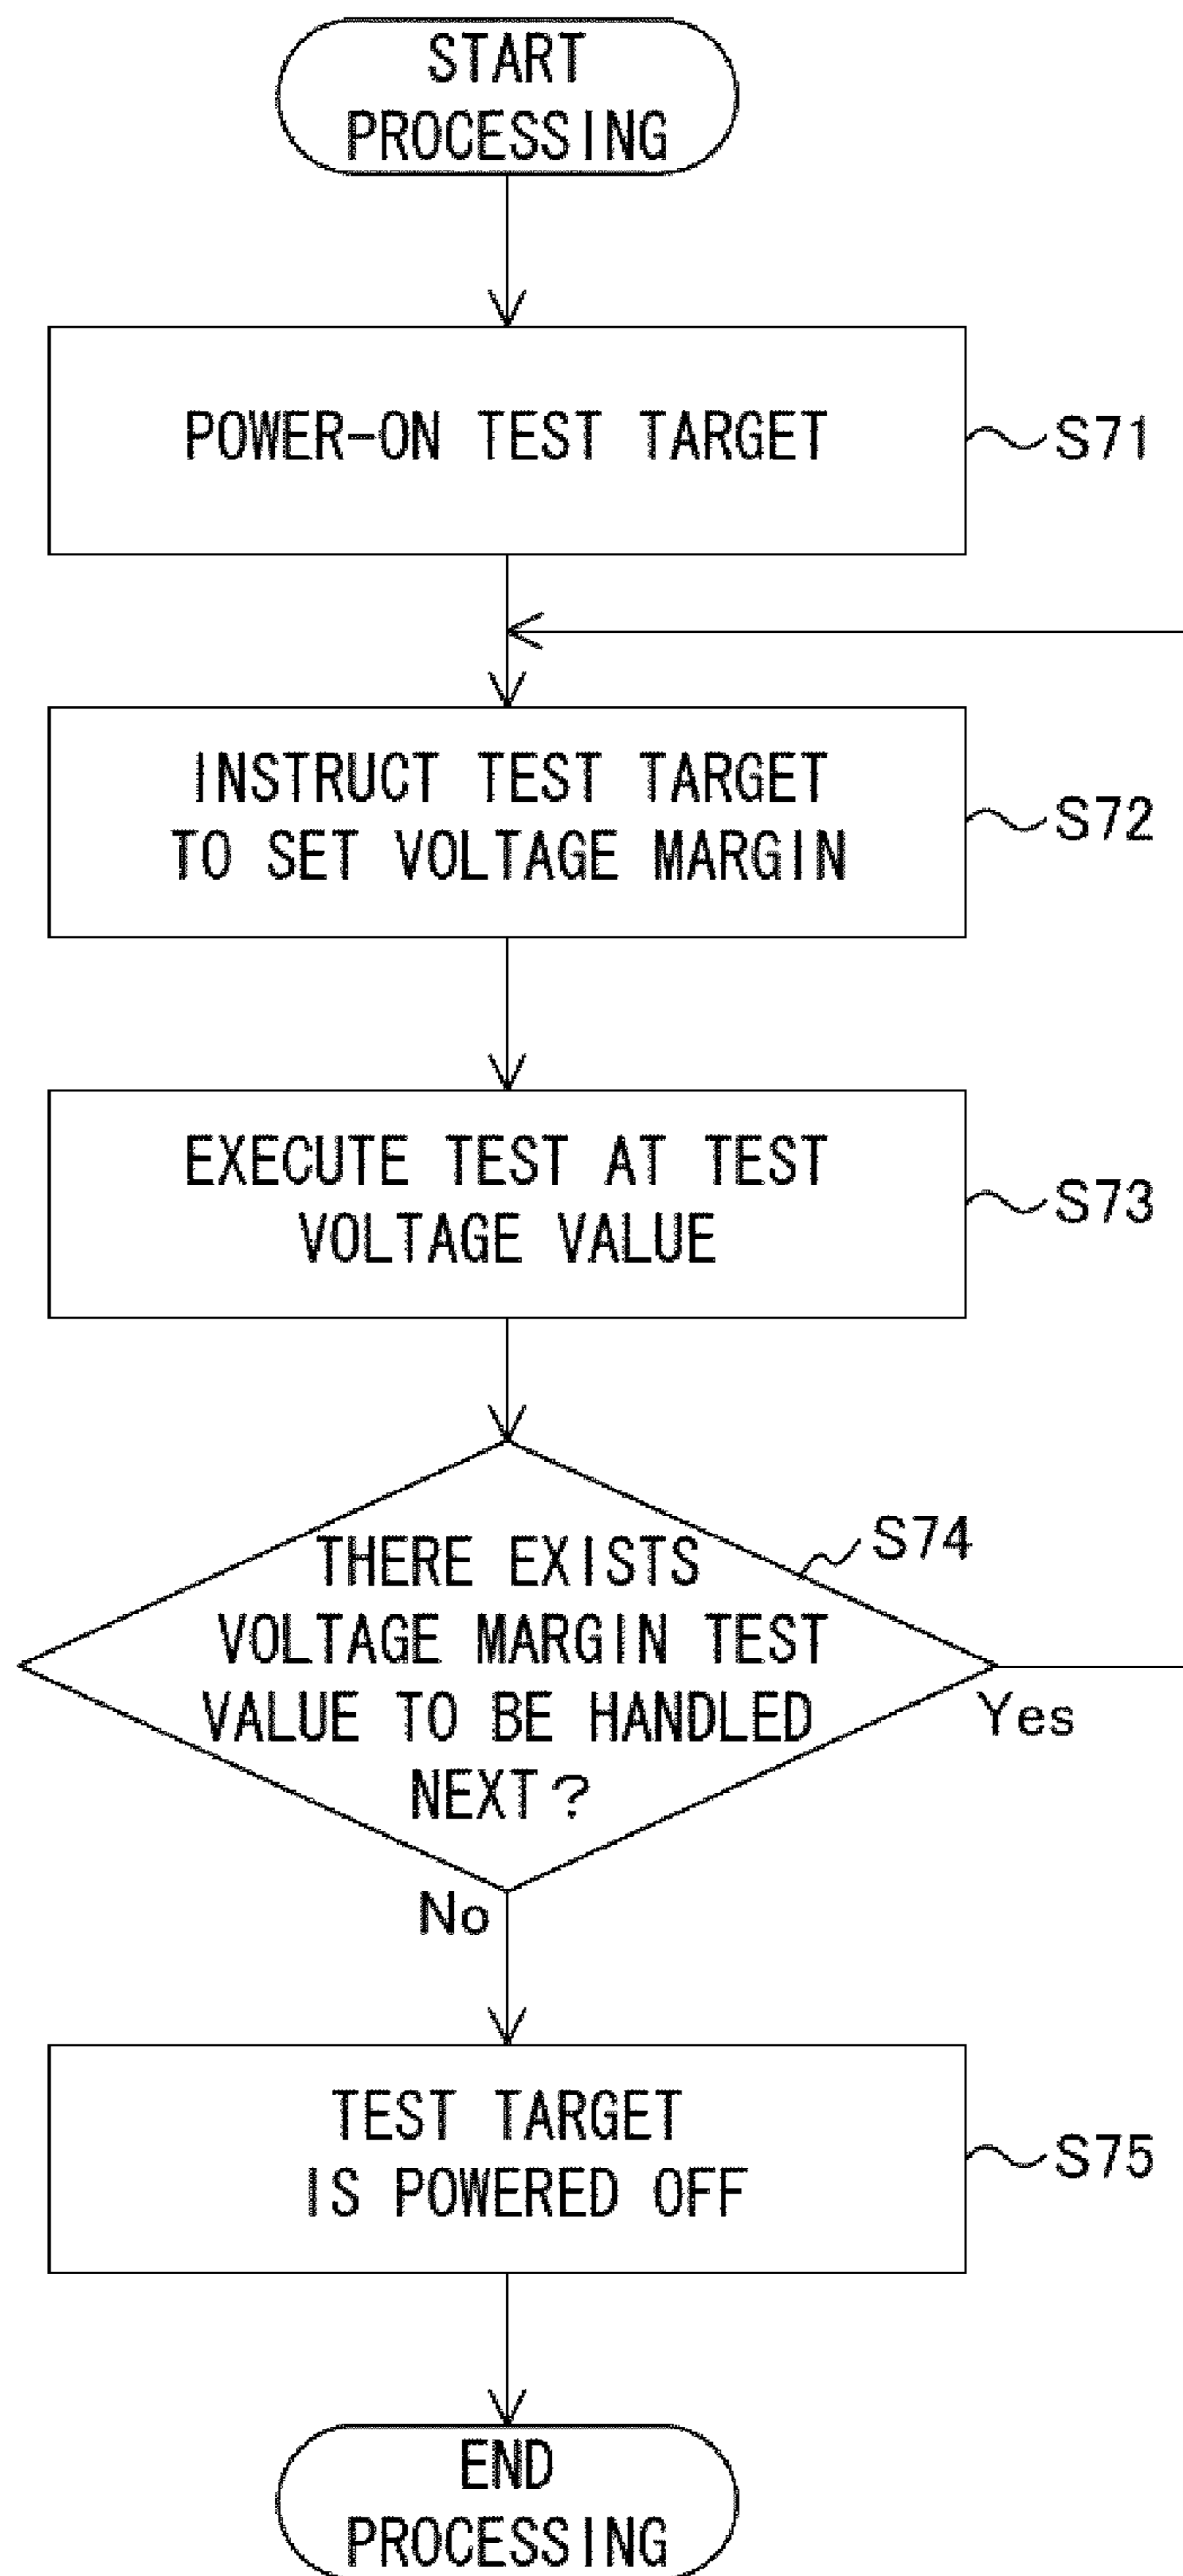 START
PROCESSING
POWER-ON TEST TARGET
S71
INSTRUCT TEST TARGET
TO SET VOLTAGE MARGIN
S72
EXECUTE TEST AT TEST
VOLTAGE VALUE
S73
THERE EXISTS
VOLTAGE MARGIN TEST
VALUE TO BE HANDLED
NEXT?
S74
Yes
No
TEST TARGET
IS POWERED OFF
S75
END
PROCESSING